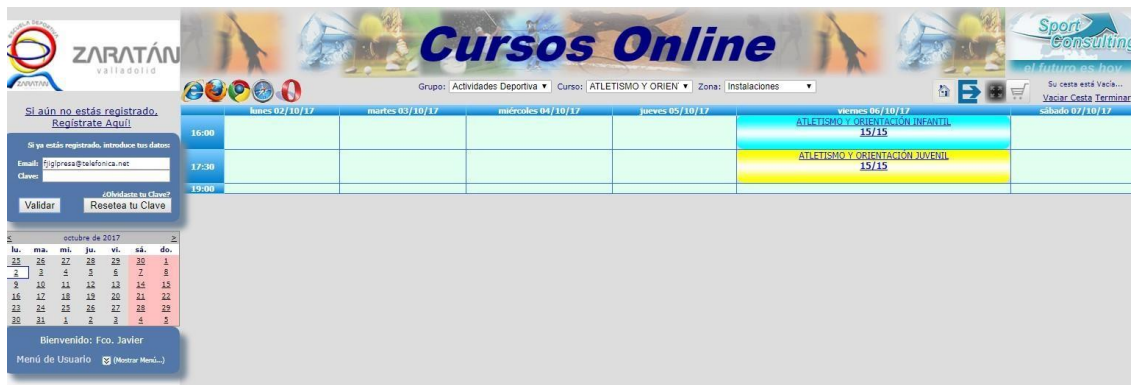 ESCUELA DEPORTIVA
ZARATÁN
ZARATÁN
valladolid
Cursos Online
Sport
Consulting
el futuro es hoy
Grupo: Actividades Deportiva Curso: ATLETISMO Y ORIEN Zona: Instalaciones
Su cesta está Vacía...
Vaciar Cesta Terminar
Si aún no estás registrado,
Regístrate Aquí!
Si ya estás registrado, introduce tus datos:
Email: fjiglpresa@telefonica.net
Clave:
¿Olvidaste tu Clave?
Validar Resetea tu Clave
lunes 02/10/17 martes 03/10/17 miércoles 04/10/17 jueves 05/10/17 viernes 06/10/17 sábado 07/10/17
16:00
ATLETISMO Y ORIENTACIÓN INFANTIL
15/15
17:30
ATLETISMO Y ORIENTACIÓN JUVENIL
15/15
19:00
< octubre de 2017 >
lu. ma. mi. ju. vi. sá. do.
25 26 27 28 29 30 1
2 3 4 5 6 7 8
9 10 11 12 13 14 15
16 17 18 19 20 21 22
23 24 25 26 27 28 29
30 31 1 2 3 4 5
Bienvenido: Fco. Javier
Menú de Usuario (Mostrar Menú...)